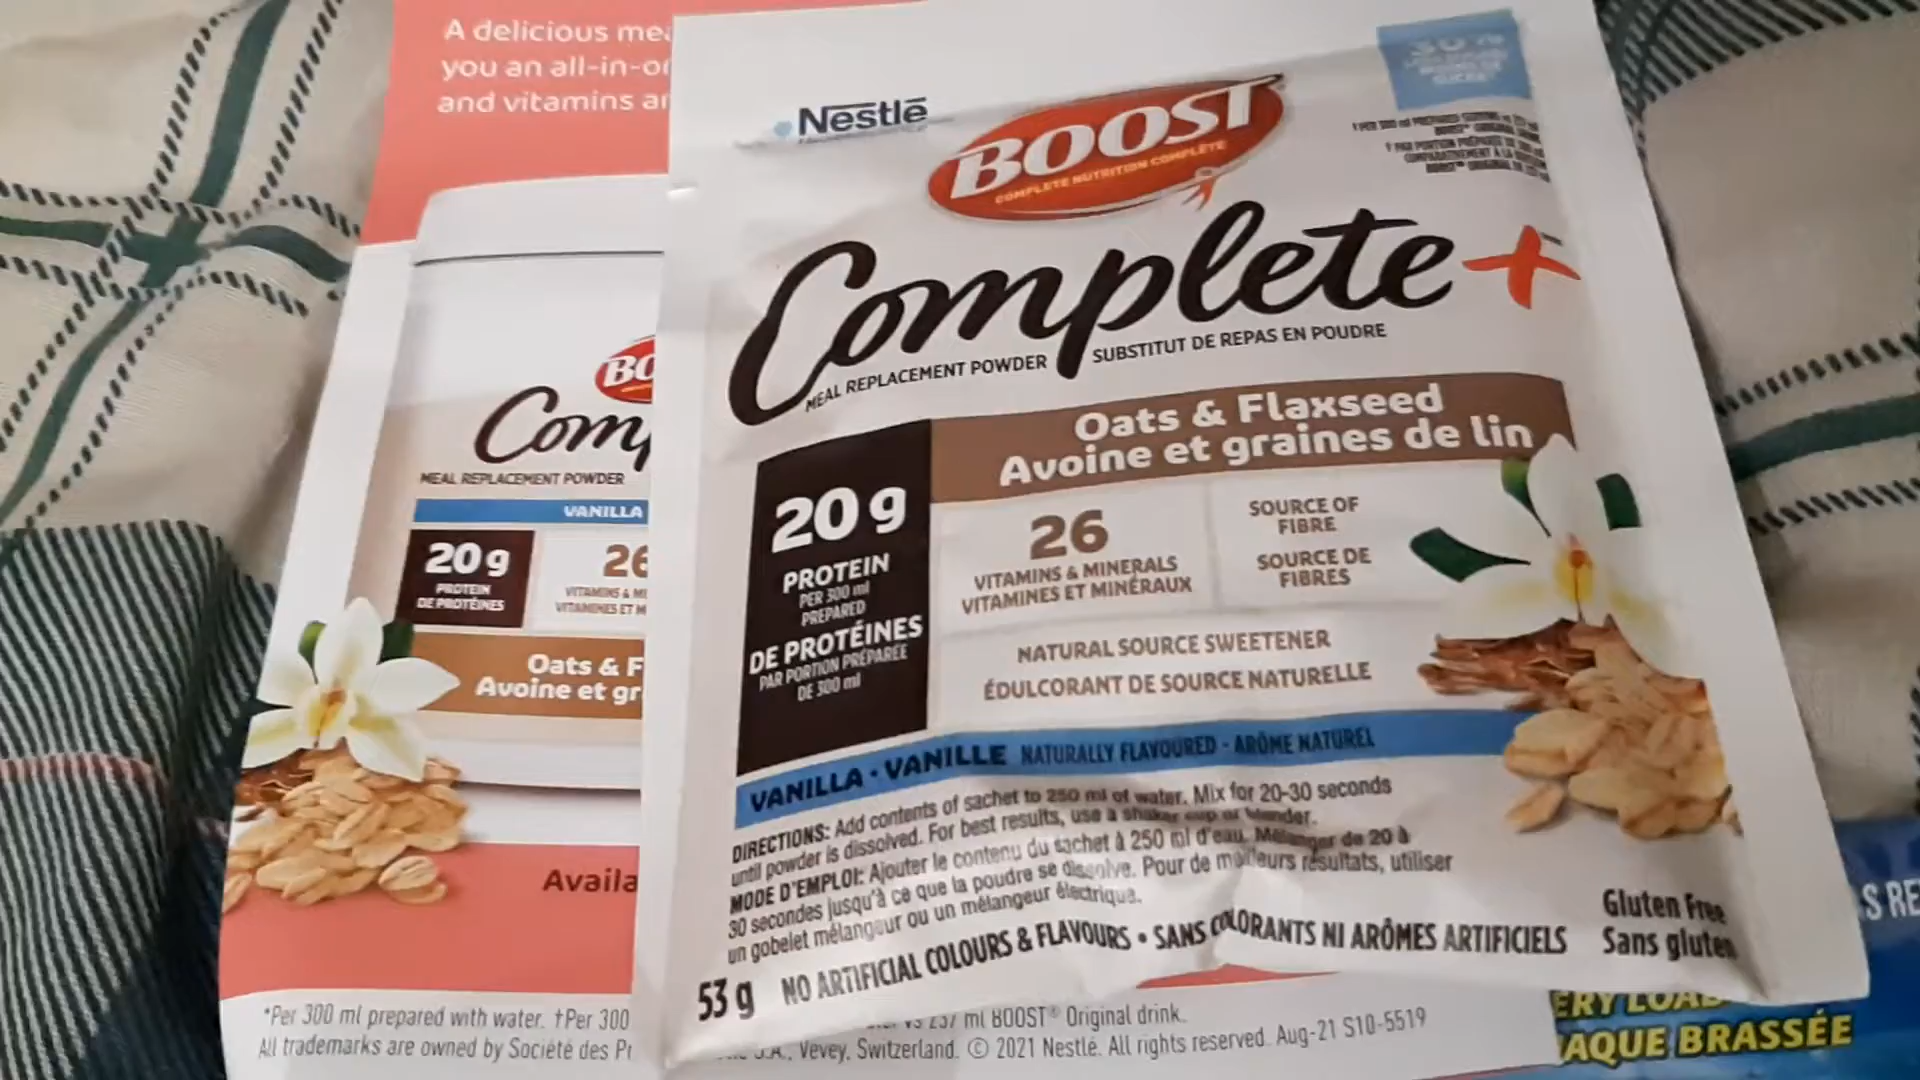 A delicious
you an all-in-
and vitamins
Nestlé
BOOST
COMPLETE NUTRITION COMPLÈTE
Complete+
MEAL REPLACEMENT POWDER
SUBSTITUT DE REPAS EN POUDRE
Oats & Flaxseed
Avoine et graines de lin
20 g
PROTEIN
PER 300 ml
PREPARED
DE PROTÉINES
PAR PORTION PRÉPARÉE
DE 300 ml
26
VITAMINS & MINERALS
VITAMINES ET MINÉRAUX
SOURCE OF
FIBRE
SOURCE DE
FIBRES
NATURAL SOURCE SWEETENER
ÉDULCORANT DE SOURCE NATURELLE
VANILLA • VANILLE NATURALLY FLAVOURED - ARÔME NATUREL
DIRECTIONS: Add contents of sachet to 250 ml of water. Mix for 20-30 seconds
until powder is dissolved. For best results, use a shaker cup or blender.
MODE D'EMPLOI: Ajouter le contenu du sachet à 250 ml d'eau. Mélanger de 20 à
30 secondes jusqu'à ce que la poudre se dissolve. Pour de meilleurs résultats, utiliser
un gobelet mélangeur ou un mélangeur électrique.
53 g
NO ARTIFICIAL COLOURS & FLAVOURS • SANS COLORANTS NI ARÔMES ARTIFICIELS
Gluten Free
Sans gluten
BO
Comp
MEAL REPLACEMENT POWDER
VANILLA
20 g
PROTEIN
DE PROTÉINES
26
VITAMINS & MI
VITAMINES ET M
Oats & F
Avoine et gr
Availa
*Per 300 ml prepared with water. †Per 300
vs 237 ml BOOST® Original drink.
All trademarks are owned by Société des Pr
S.A., Vevey, Switzerland. © 2021 Nestlé. All rights reserved. Aug-21 S10-5519
S RE
ERY LOAD
AQUE BRASSÉE